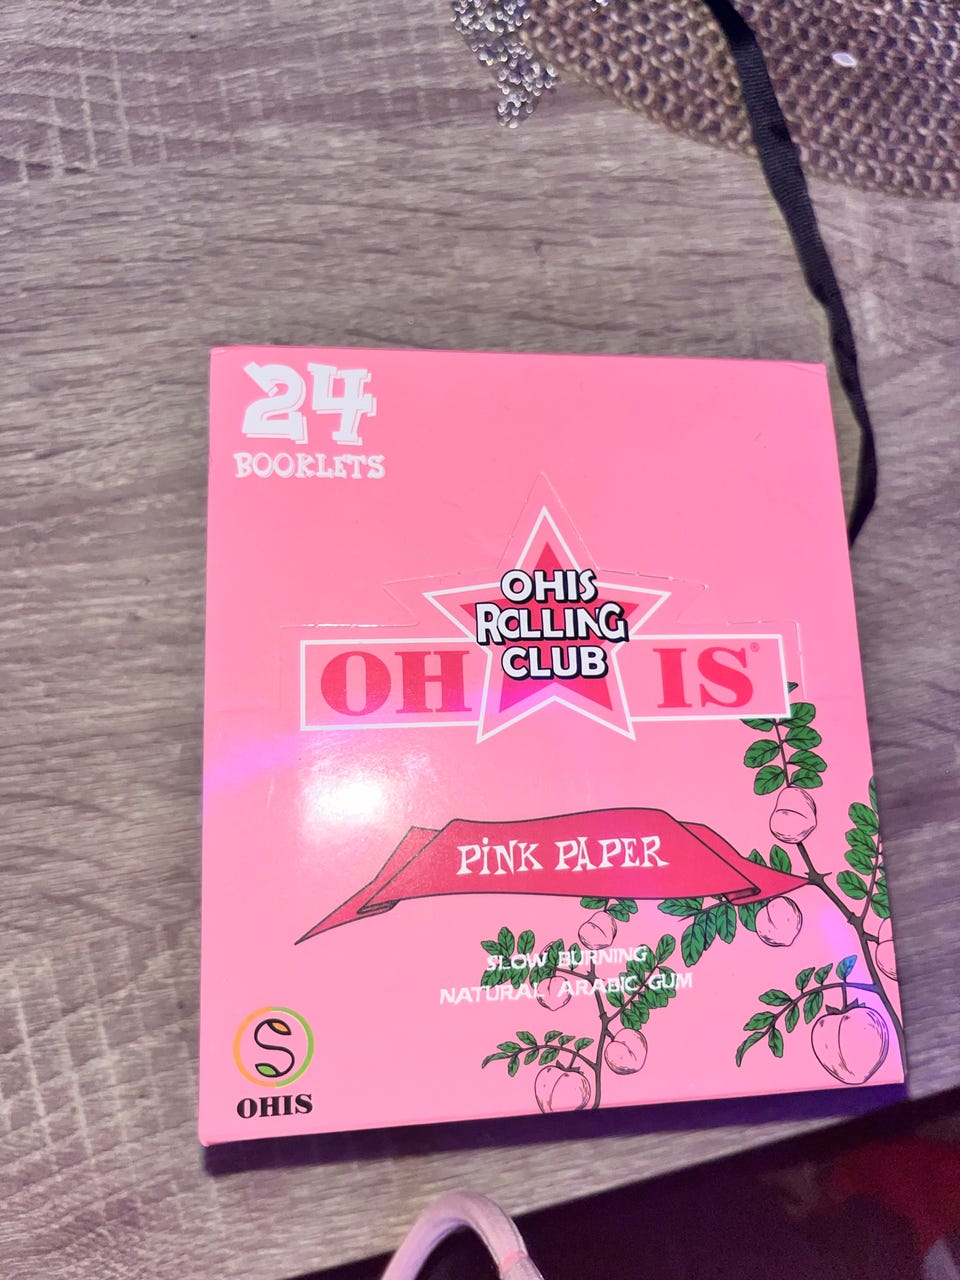 24
BOOKLETS
OHIS
ROLLING
CLUB
OH IS®
PINK PAPER
SLOW BURNING
NATURAL ARABIC GUM
OHIS